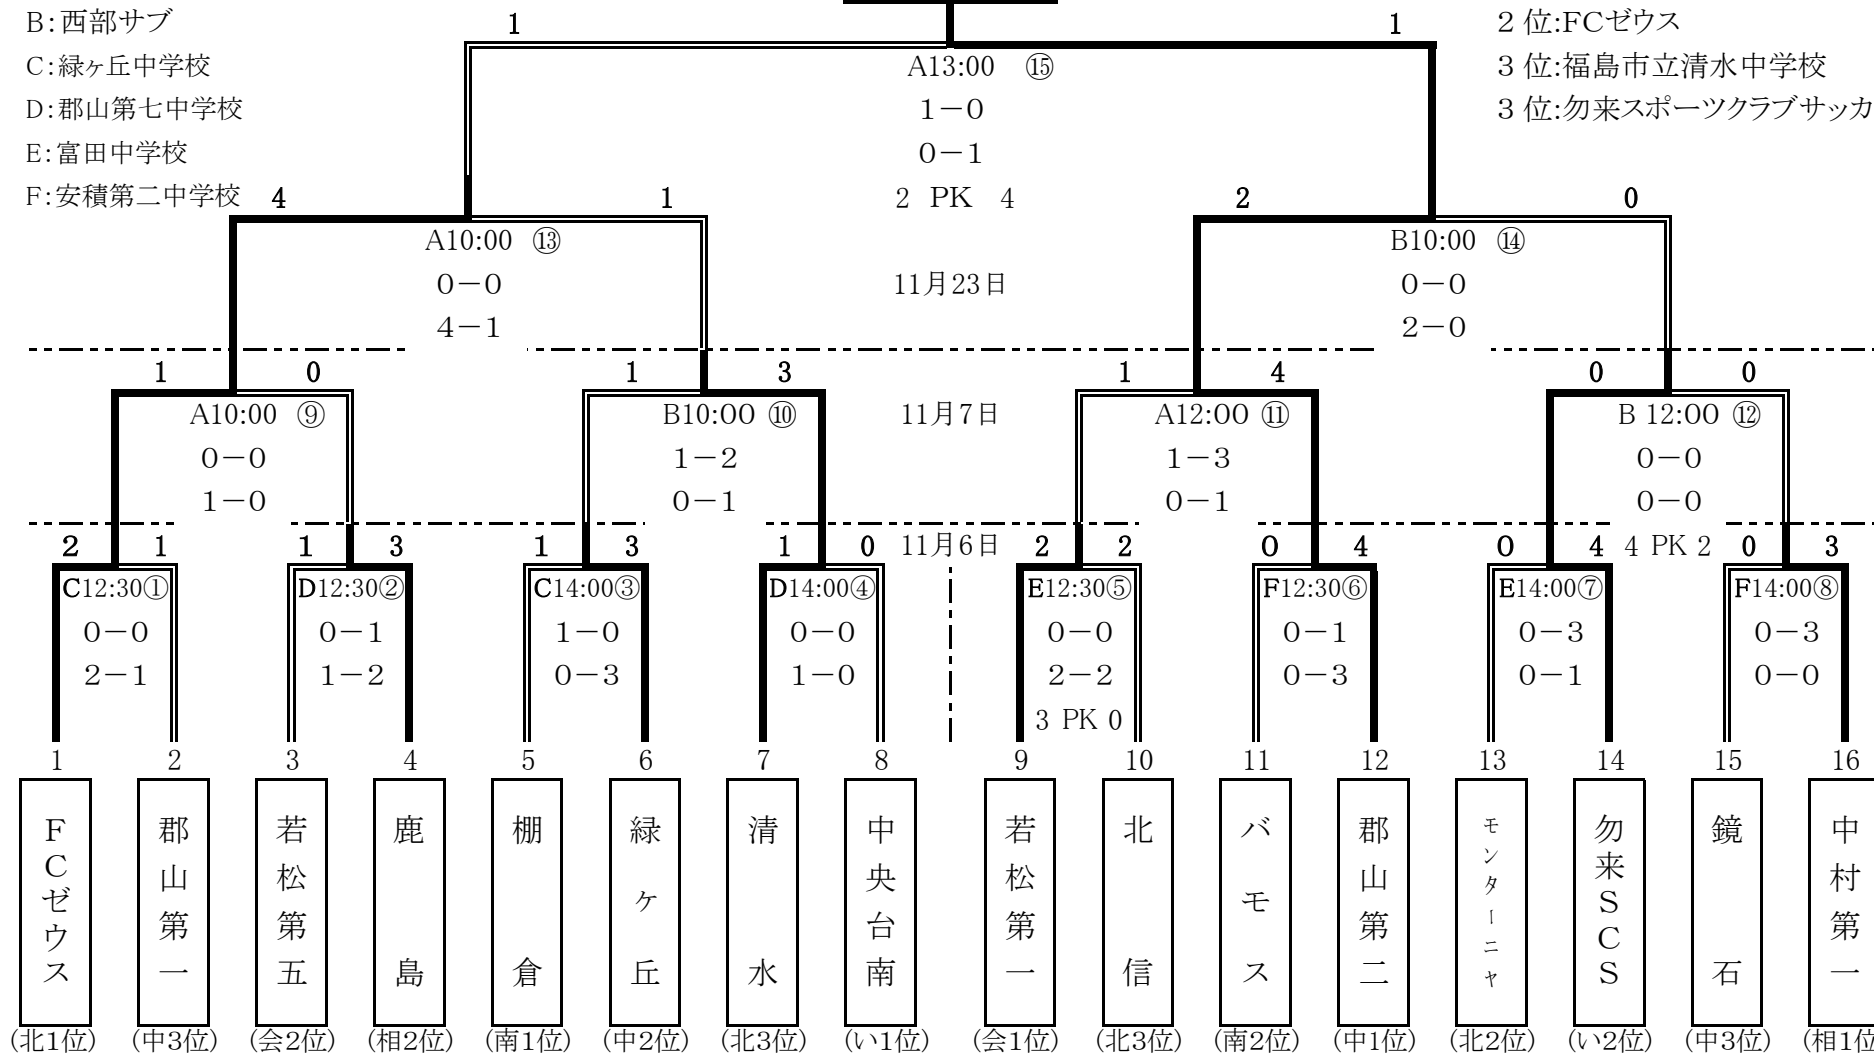 B:西部サブ
1
1
2位:FCゼウス
C:緑ヶ丘中学校
A13:00 ⑮
3位:福島市立清水中学校
D:郡山第七中学校
1－0
3位:勿来スポーツクラブサッカ
E:富田中学校
0－1
F:安積第二中学校
4
1
2 PK 4
2
0
A10:00 ⑬
B10:00 ⑭
0－0
11月23日
0－0
4－1
2－0
1 0 1 3 1 4 0 0
A10:00 ⑨
B10:00 ⑩
11月7日
A12:00 ⑪
B 12:00 ⑫
0－0
1－2
1－3
0－0
1－0
0－1
0－1
0－0
2 1 1 3 1 3 1 0 11月6日 2 2 0 4 0 4 4 PK 2 0 3
C12:30① D12:30② C14:00③ D14:00④ E12:30⑤ F12:30⑥ E14:00⑦ F14:00⑧
0－0 0－1 1－0 0－0 0－0 0－1 0－3 0－3
2－1 1－2 0－3 1－0 2－2 0－3 0－1 0－0
3 PK 0
1 2 3 4 5 6 7 8 9 10 11 12 13 14 15 16
FCゼウス
郡山第一
若松第五
鹿島
棚倉
緑ヶ丘
清水
中央台南
若松第一
北信
バモス
郡山第二
モンターニャ
勿来SCS
鏡石
中村第一
(北1位) (中3位) (会2位) (相2位) (南1位) (中2位) (北3位) (い1位) (会1位) (北3位) (南2位) (中1位) (北2位) (い2位) (中3位) (相1位